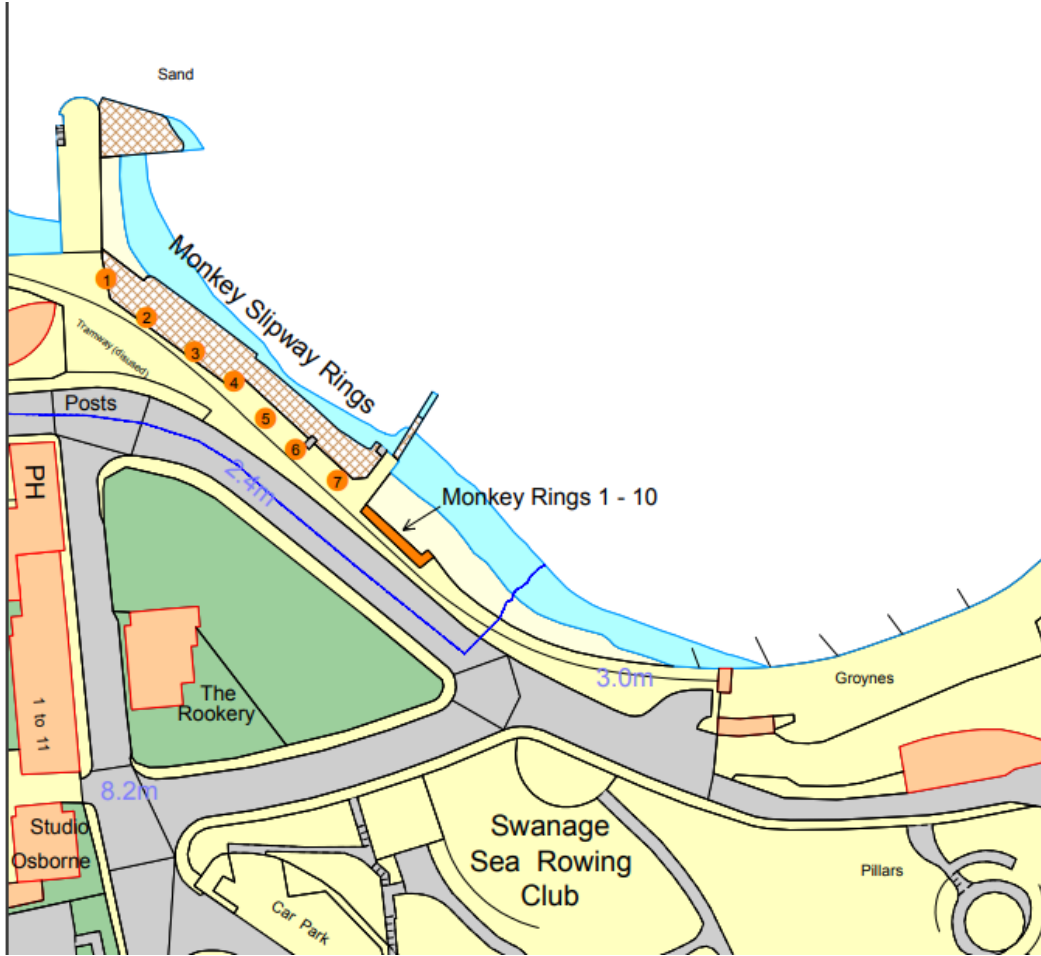 Sand
Monkey Slipway Rings
1
2
3
4
5
6
7
Tramway (disused)
Posts
PH
2.4m
Monkey Rings 1 - 10
3.0m
Groynes
The
Rookery
1 to 11
8.2m
Studio
Osborne
Swanage
Sea Rowing
Club
Pillars
Car Park